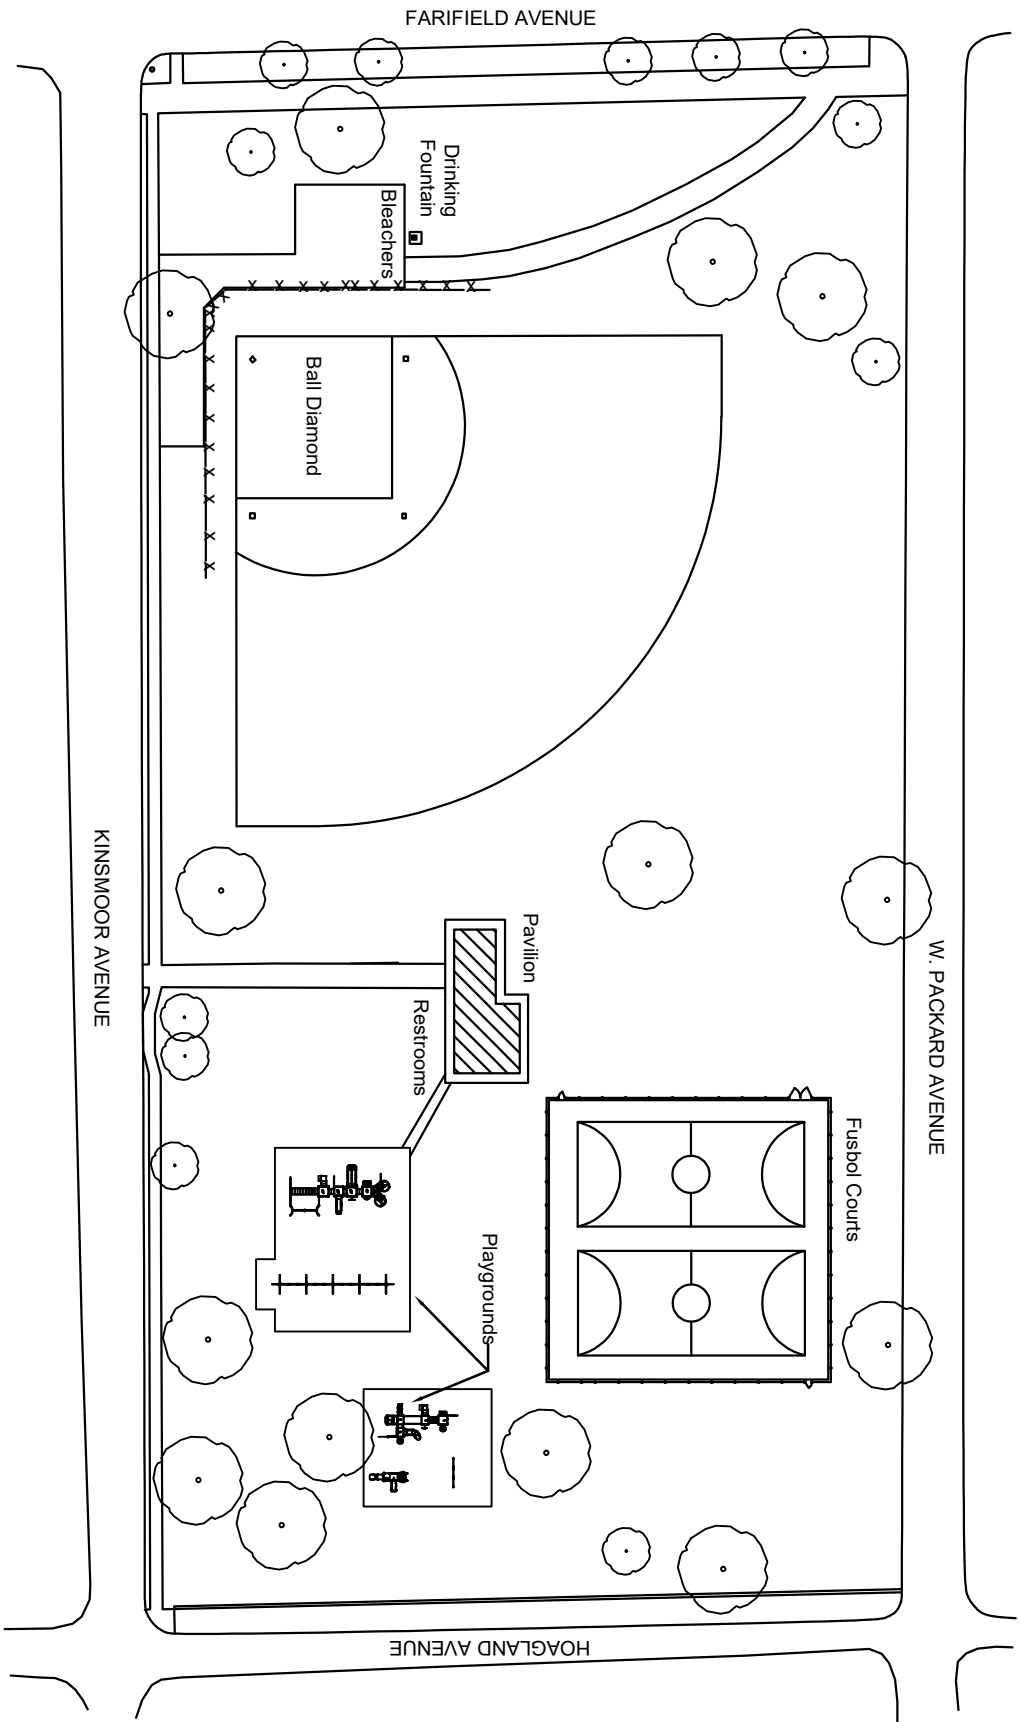 FARIFIELD AVENUE
Drinking
Fountain
Bleachers
Ball Diamond
KINSMOOR AVENUE
Pavilion
W. PACKARD AVENUE
Restrooms
Fusbol Courts
Playgrounds
HOAGLAND AVENUE